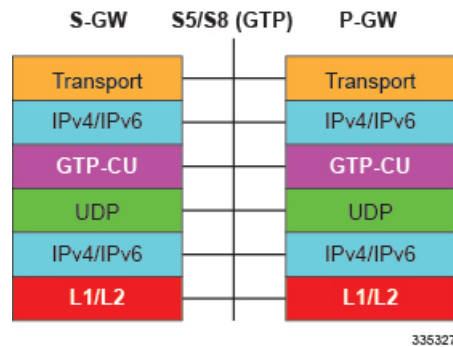 S-GW S5/S8 (GTP) P-GW
Transport Transport
IPv4/IPv6 IPv4/IPv6
GTP-CU GTP-CU
UDP UDP
IPv4/IPv6 IPv4/IPv6
L1/L2 L1/L2
335327